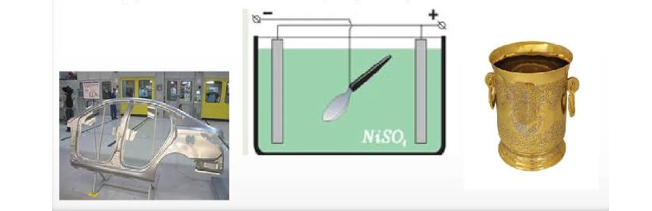 − +
NiSO₄